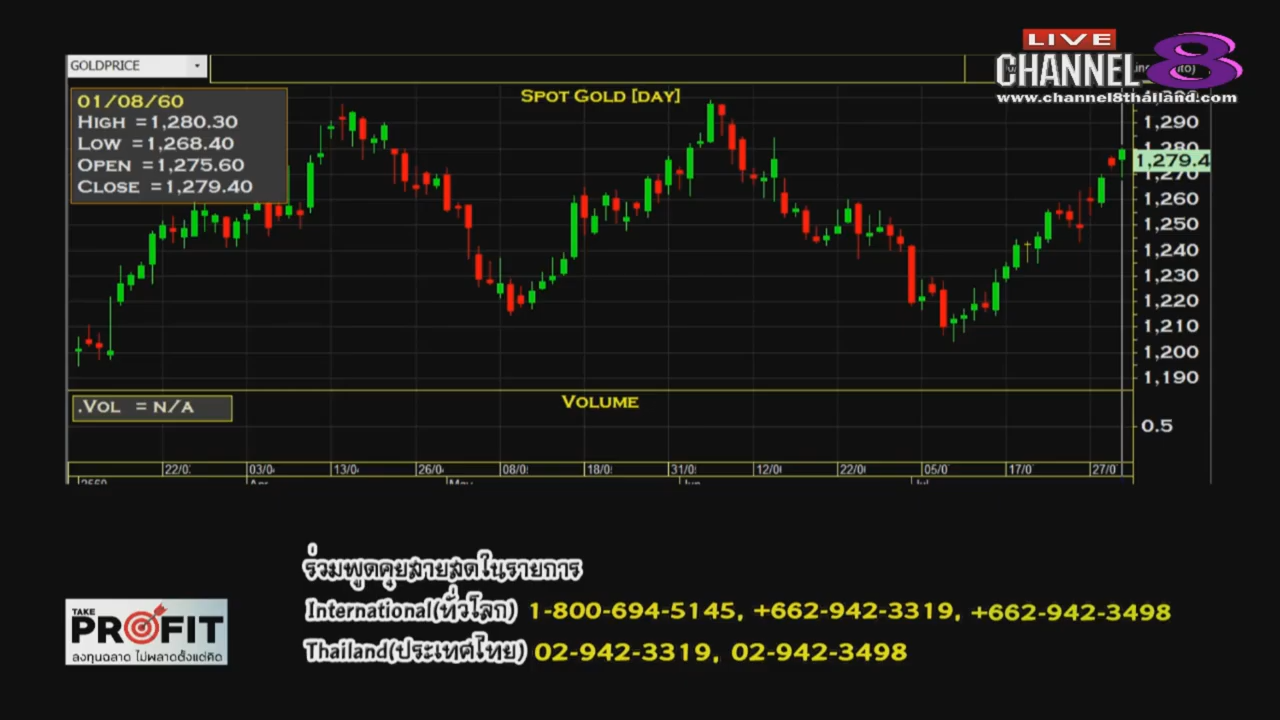 LIVE
CHANNEL 8
www.channel8thailand.com
GOLDPRICE
SPOT GOLD [DAY]
01/08/60
HIGH =1,280.30
LOW =1,268.40
OPEN =1,275.60
CLOSE =1,279.40
1,290
1,280
1,279.4
1,270
1,260
1,250
1,240
1,230
1,220
1,210
1,200
1,190
.VOL = N/A
VOLUME
0.5
22/0 03/0 13/0 26/0 08/0 18/0 31/0 12/0 22/0 05/0 17/0 27/0
2560 Apr May Jun Jul
ร่วมพูดคุยสายสดในรายการ
International(ทั่วโลก) 1-800-694-5145, +662-942-3319, +662-942-3498
Thailand(ประเทศไทย) 02-942-3319, 02-942-3498
TAKE
PROFIT
ลงทุนฉลาด ไม่พลาดตั้งแต่คิด